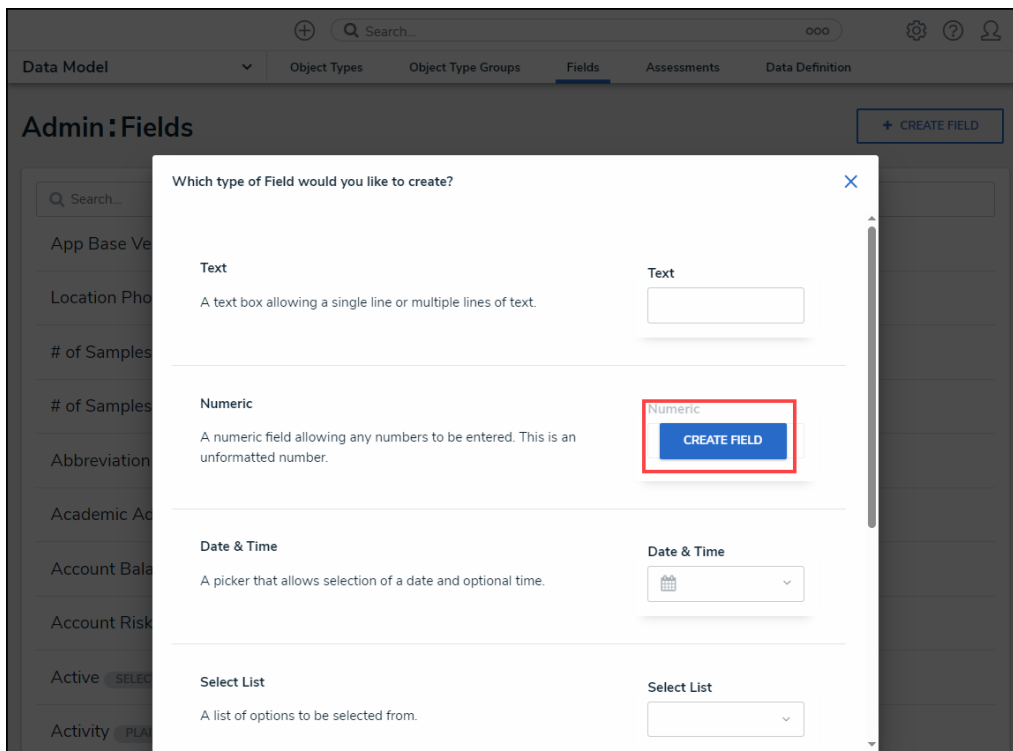 Search...
ooo
Data Model
Object Types
Object Type Groups
Fields
Assessments
Data Definition
Admin:Fields
+ CREATE FIELD
Which type of Field would you like to create?
Search...
App Base Ve
Location Pho
# of Samples
# of Samples
Abbreviation
Academic Ad
Account Bala
Account Risk
Active SELEC
Activity PLAI
Text
A text box allowing a single line or multiple lines of text.
Text
Numeric
A numeric field allowing any numbers to be entered. This is an
unformatted number.
Numeric
CREATE FIELD
Date & Time
A picker that allows selection of a date and optional time.
Date & Time
Select List
A list of options to be selected from.
Select List